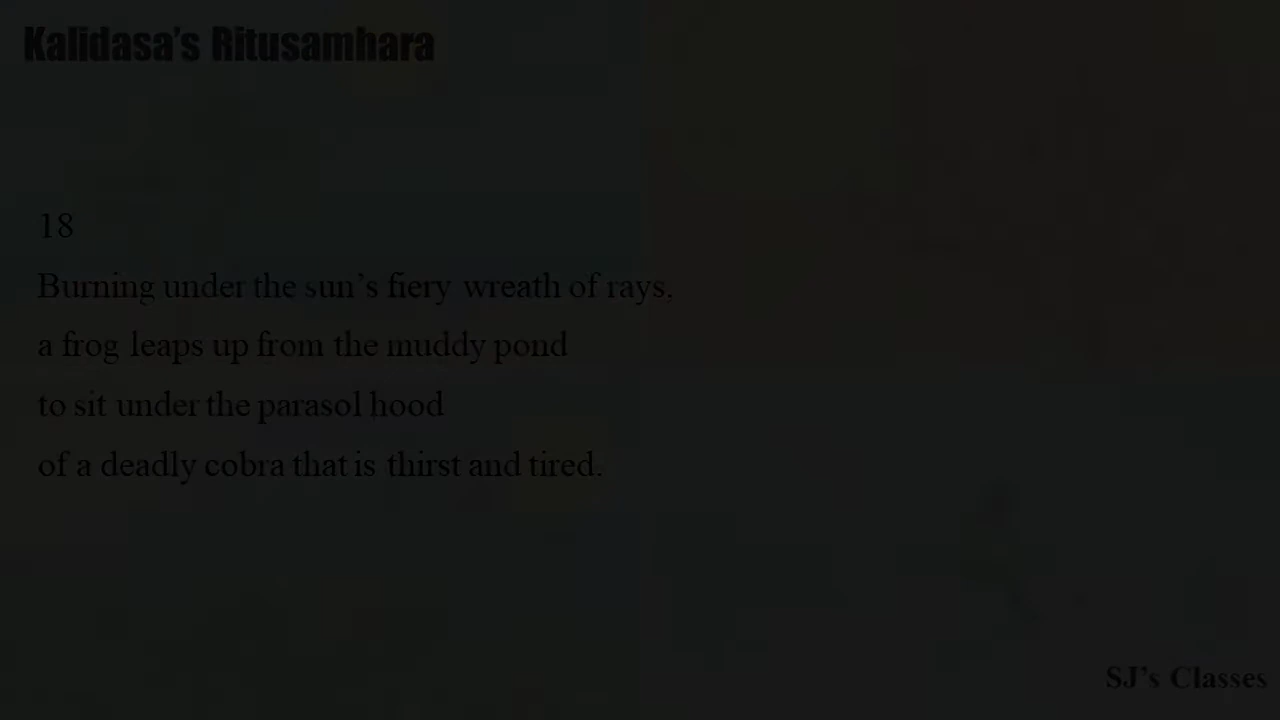 Kalidasa's Ritusamhara
18
Burning under the sun’s fiery wreath of rays,
a frog leaps up from the muddy pond
to sit under the parasol hood
of a deadly cobra that is thirst and tired.
SJ’s Classes